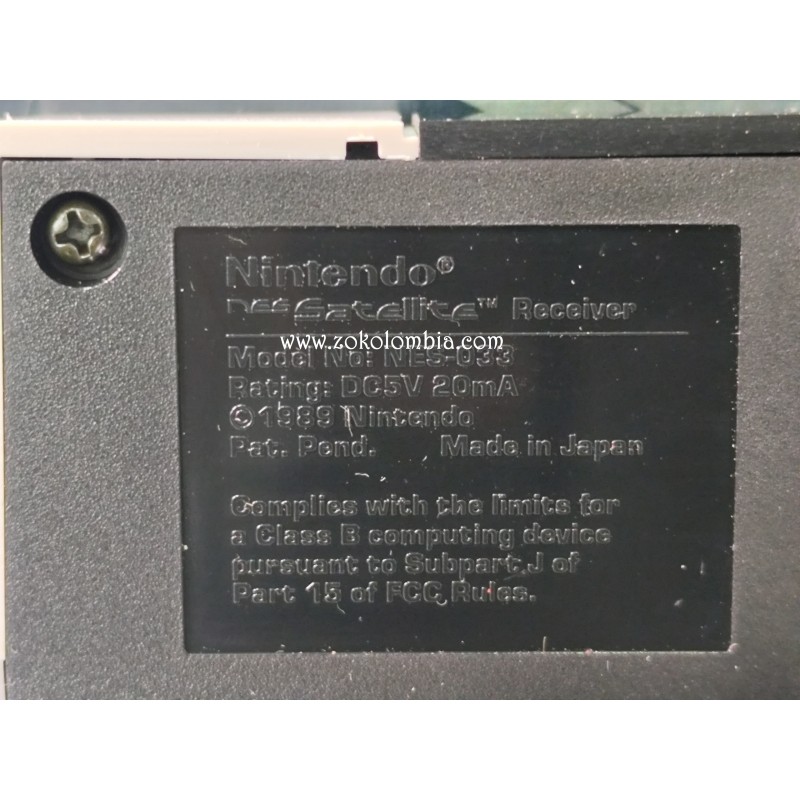 Nintendo®
NES Satellite™ Receiver
www.zokolombia.com
Model No: NES-033
Rating: DC5V 20mA
©1989 Nintendo
Pat. Pend. Made in Japan
Complies with the limits for
a Class B computing device
pursuant to Subpart J of
Part 15 of FCC Rules.